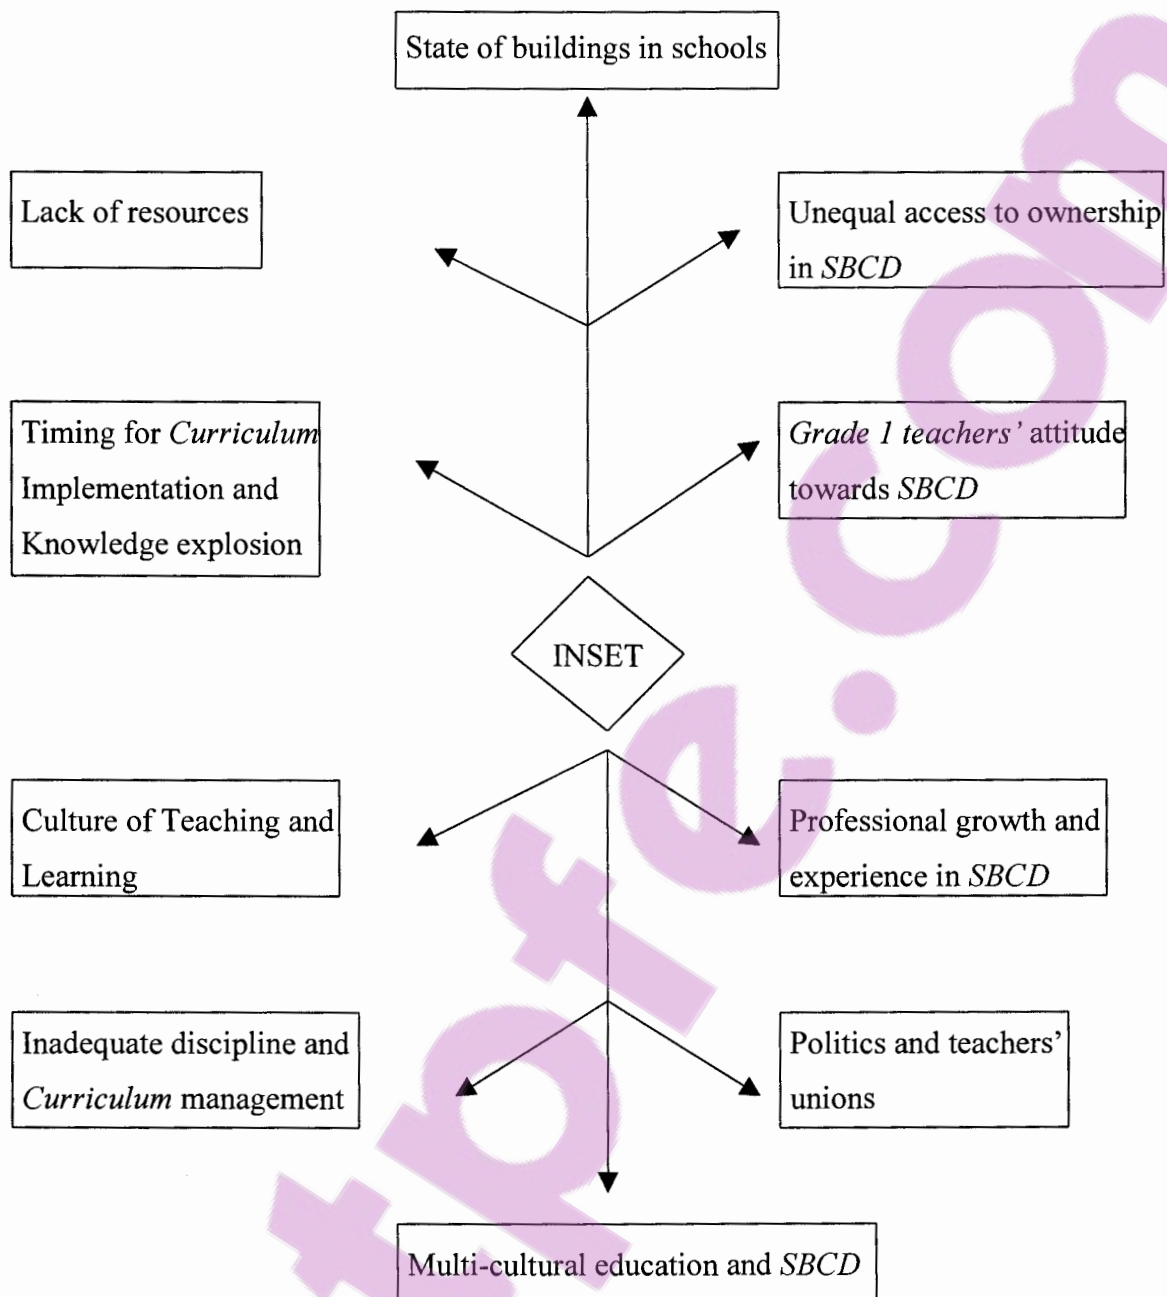 State of buildings in schools
Lack of resources
Unequal access to ownership
in SBCD
Timing for Curriculum
Implementation and
Knowledge explosion
Grade 1 teachers' attitude
towards SBCD
INSET
Culture of Teaching and
Learning
Professional growth and
experience in SBCD
Inadequate discipline and
Curriculum management
Politics and teachers'
unions
Multi-cultural education and SBCD
tpfe.com